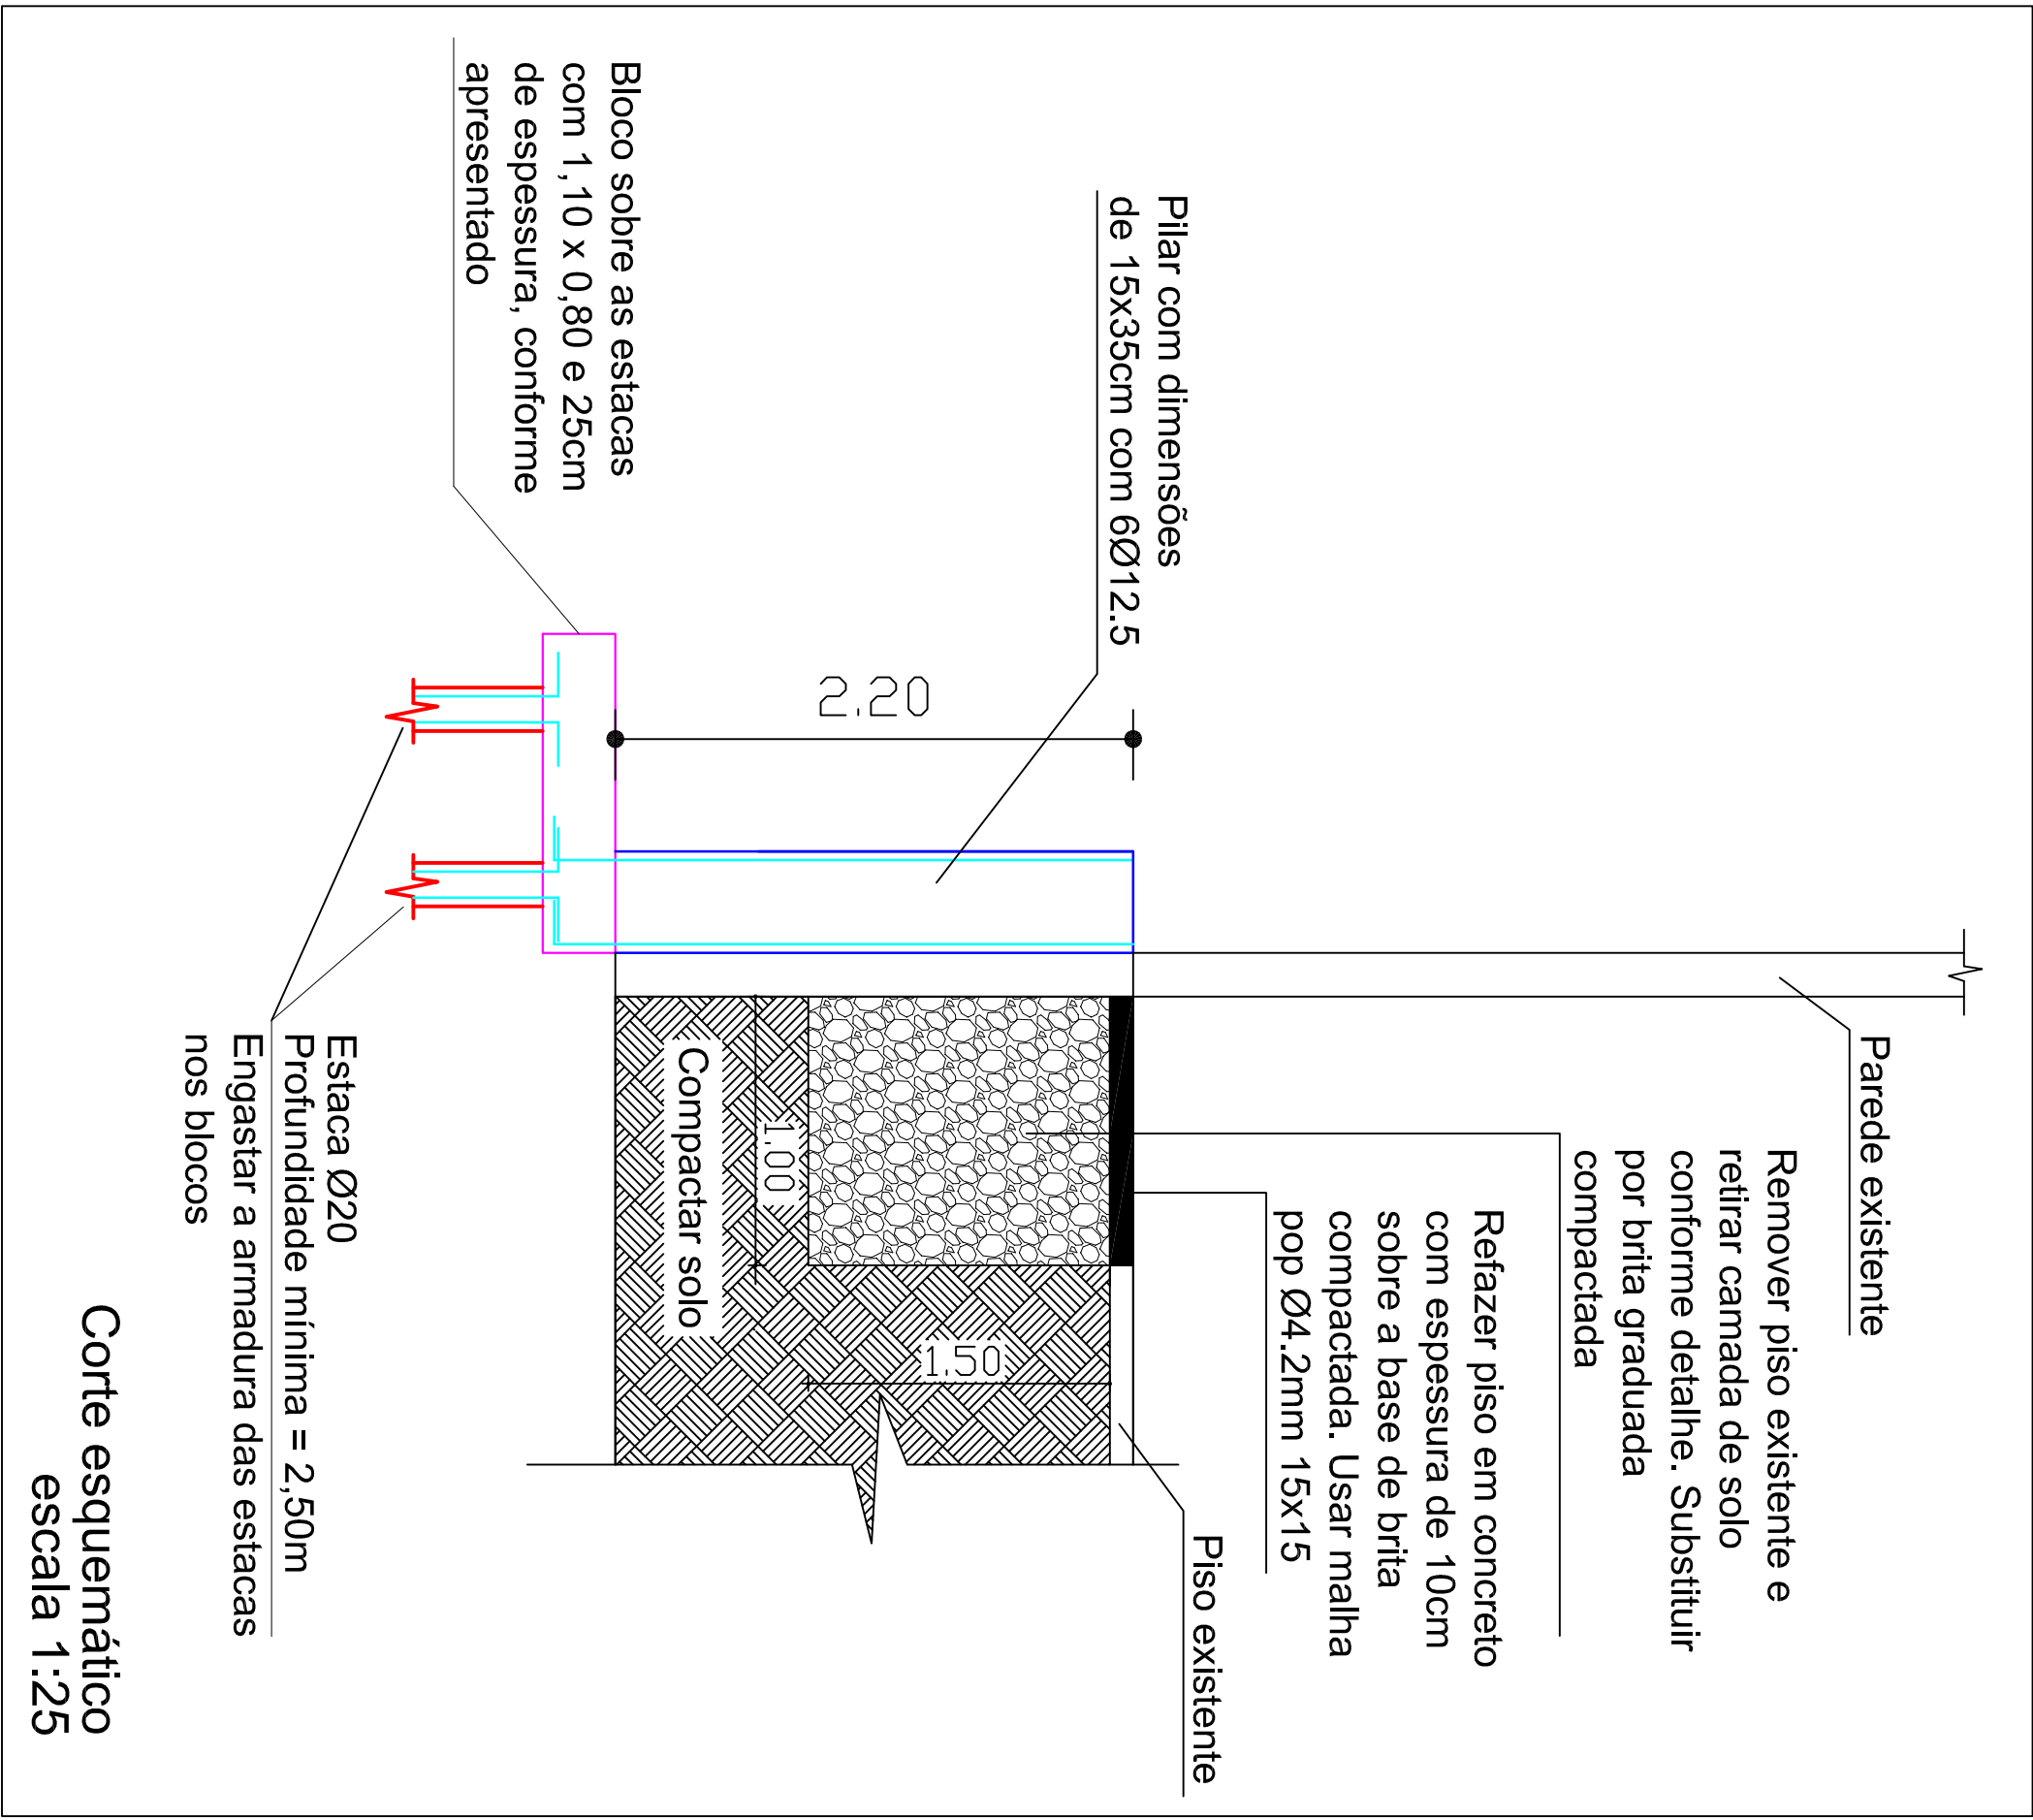 Parede existente
Remover piso existente e
retirar camada de solo
conforme detalhe. Substituir
por brita graduada
compactada
Refazer piso em concreto
com espessura de 10cm
sobre a base de brita
compactada. Usar malha
pop Ø4.2mm 15x15
Piso existente
Pilar com dimensões
de 15x35cm com 6Ø12.5
2.20
1.50
1.00
Compactar solo
Bloco sobre as estacas
com 1,10 x 0,80 e 25cm
de espessura, conforme
apresentado
Estaca Ø20
Profundidade mínima = 2,50m
Engastar a armadura das estacas
nos blocos
Corte esquemático
escala 1:25